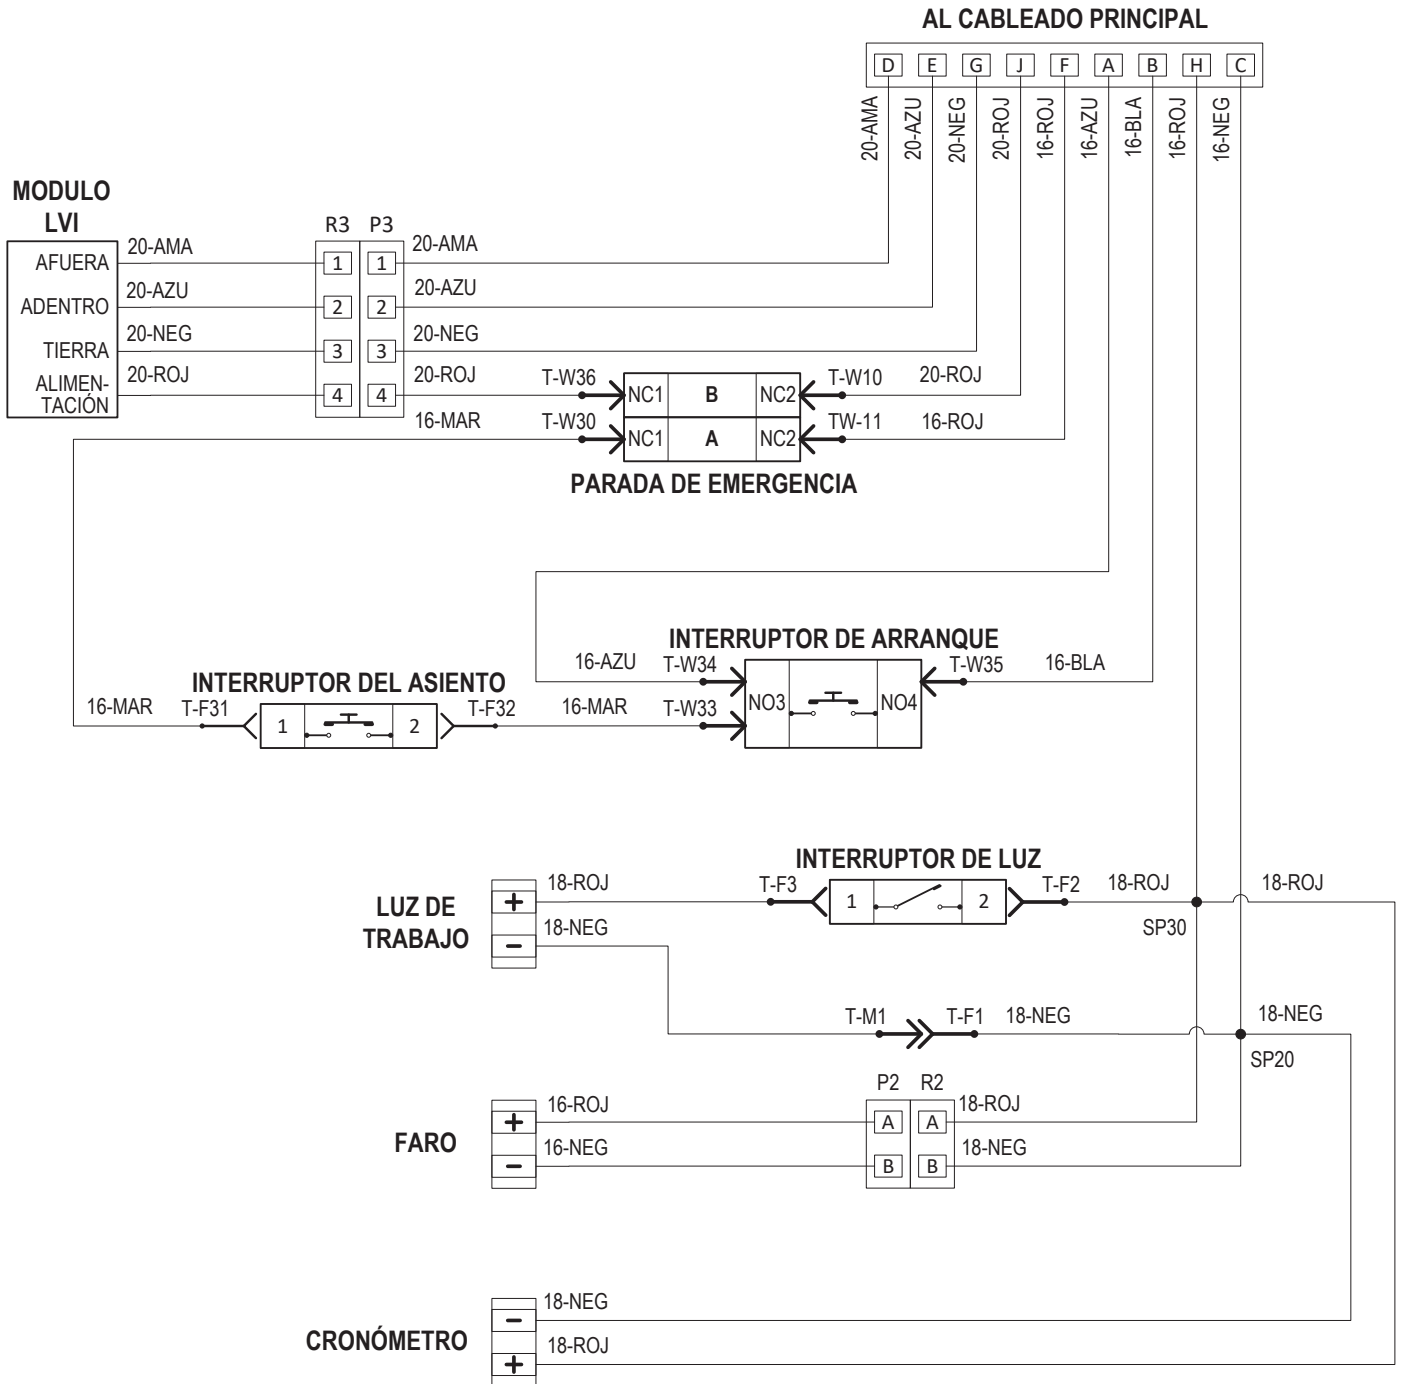 AL CABLEADO PRINCIPAL
D E G J F A B H C
20-AMA
20-AZU
20-NEG
20-ROJ
16-ROJ
16-AZU
16-BLA
16-ROJ
16-NEG
MODULO
LVI
R3 P3
AFUERA 20-AMA 1 1 20-AMA
ADENTRO 20-AZU 2 2 20-AZU
TIERRA 20-NEG 3 3 20-NEG
ALIMEN-
TACIÓN
20-ROJ 4 4 20-ROJ
T-W36 NC1 B NC2 T-W10 20-ROJ
16-MAR T-W30 NC1 A NC2 TW-11 16-ROJ
PARADA DE EMERGENCIA
INTERRUPTOR DE ARRANQUE
16-AZU T-W34 T-W35 16-BLA
NO3 NO4
INTERRUPTOR DEL ASIENTO
16-MAR T-F31 1 2 T-F32 16-MAR T-W33
INTERRUPTOR DE LUZ
LUZ DE
TRABAJO
+ 18-ROJ T-F3 1 2 T-F2 18-ROJ 18-ROJ
SP30
- 18-NEG
T-M1 T-F1 18-NEG 18-NEG
SP20
P2 R2
FARO
+ 16-ROJ A A 18-ROJ
- 16-NEG B B 18-NEG
CRONÓMETRO
- 18-NEG
+ 18-ROJ